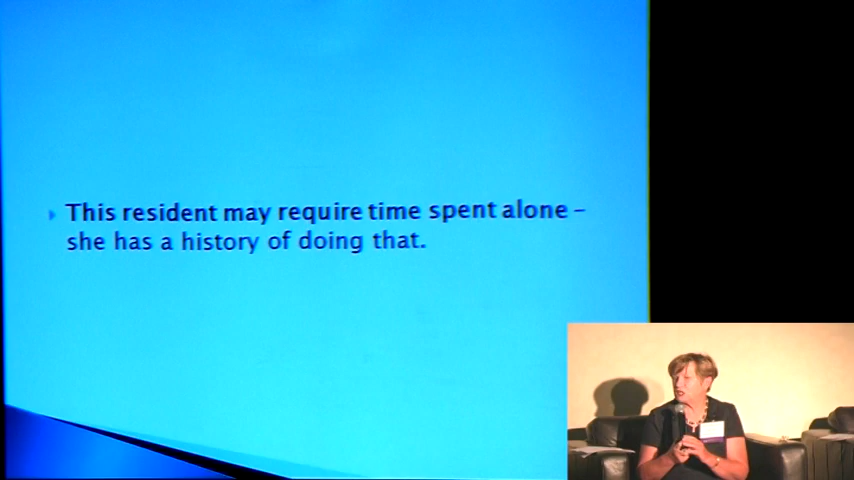 This resident may require time spent alone –
she has a history of doing that.